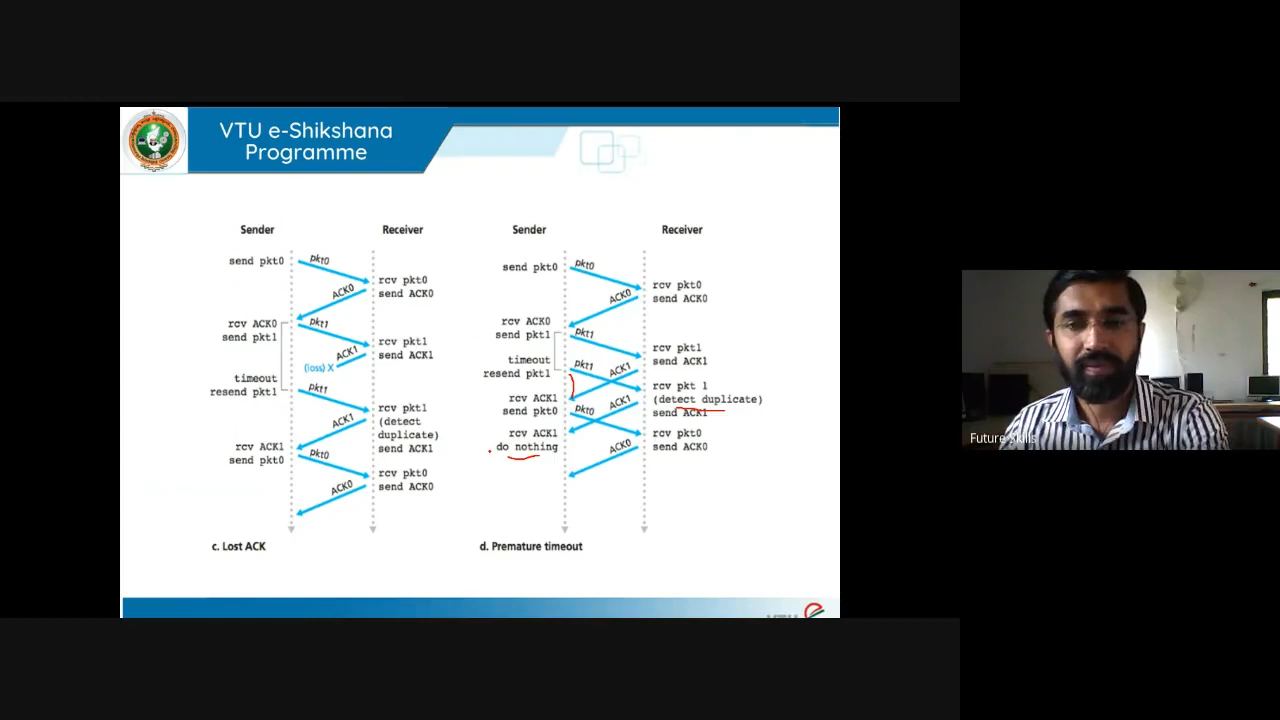 VTU e-Shikshana
Programme
Sender
Receiver
send pkt0
pkt0
rcv pkt0
send ACK0
ACK0
rcv ACK0
send pkt1
pkt1
rcv pkt1
send ACK1
ACK1
(loss) X
timeout
resend pkt1
pkt1
rcv pkt1
(detect
duplicate)
send ACK1
ACK1
rcv ACK1
send pkt0
pkt0
rcv pkt0
send ACK0
ACK0
c. Lost ACK
Sender
Receiver
send pkt0
pkt0
rcv pkt0
send ACK0
ACK0
rcv ACK0
send pkt1
pkt1
rcv pkt1
send ACK1
timeout
resend pkt1
pkt1
ACK1
rcv pkt 1
(detect duplicate)
send ACK1
rcv ACK1
send pkt0
ACK1
pkt0
rcv pkt0
send ACK0
rcv ACK1
do nothing
ACK0
d. Premature timeout
Future Skills